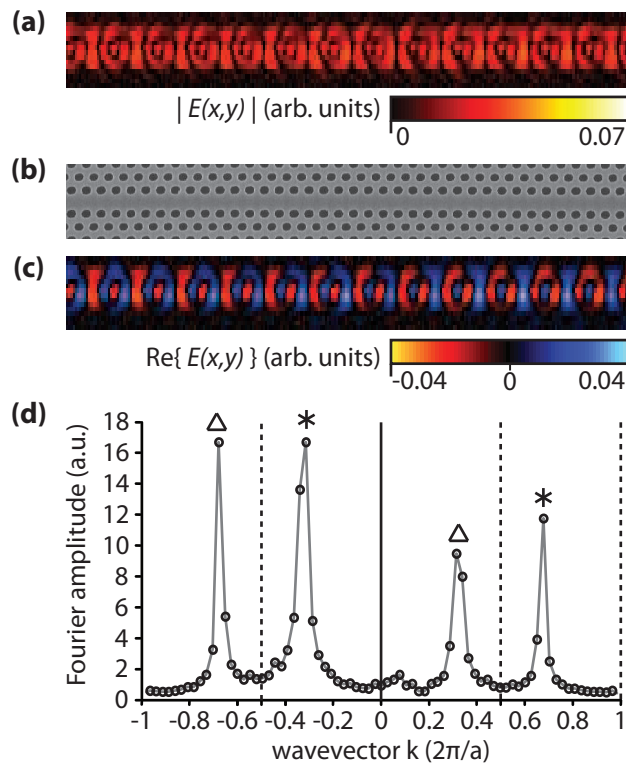 (a)
| E(x,y) | (arb. units)
0 0.07
(b)
(c)
Re{ E(x,y) } (arb. units)
-0.04 0 0.04
(d)
Fourier amplitude (a.u.)
18
16
14
12
10
8
6
4
2
0
-1 -0.8 -0.6 -0.4 -0.2 0 0.2 0.4 0.6 0.8 1
wavevector k (2π/a)